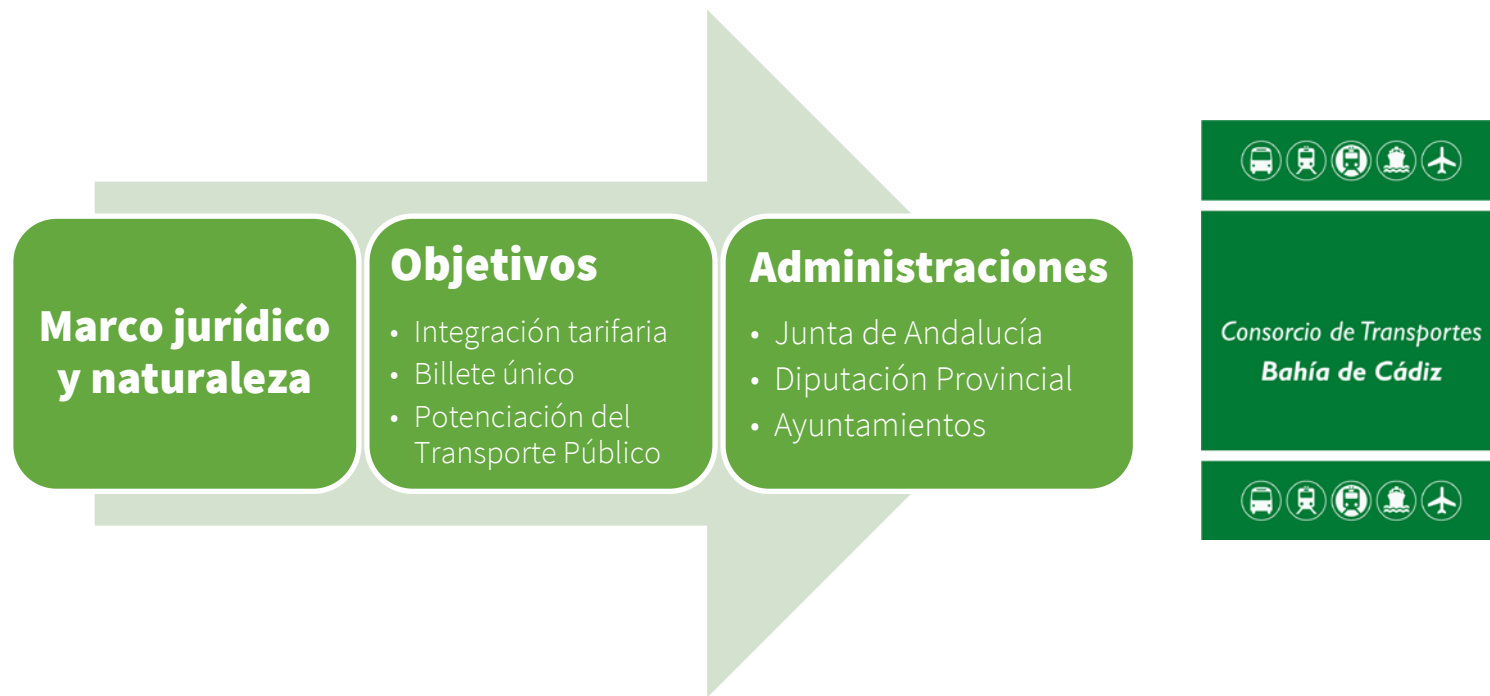 Marco jurídico
y naturaleza
Objetivos
• Integración tarifaria
• Billete único
• Potenciación del
Transporte Público
Administraciones
• Junta de Andalucía
• Diputación Provincial
• Ayuntamientos
Consorcio de Transportes
Bahía de Cádiz